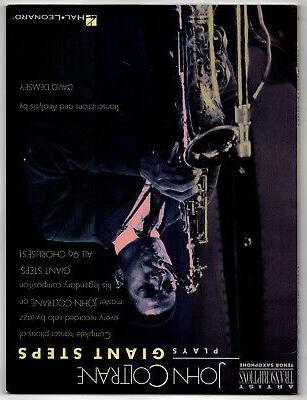 ARTIST
TRANSCRIPTIONS
TENOR SAXOPHONE
JOHN COLTRANE
PLAYS GIANT STEPS
Complete transcriptions of
every recorded solo by jazz
master JOHN COLTRANE on
his legendary composition
GIANT STEPS
ALL 96 CHORUSES!
Transcriptions and Analysis by
DAVID DEMSEY
HAL•LEONARD®